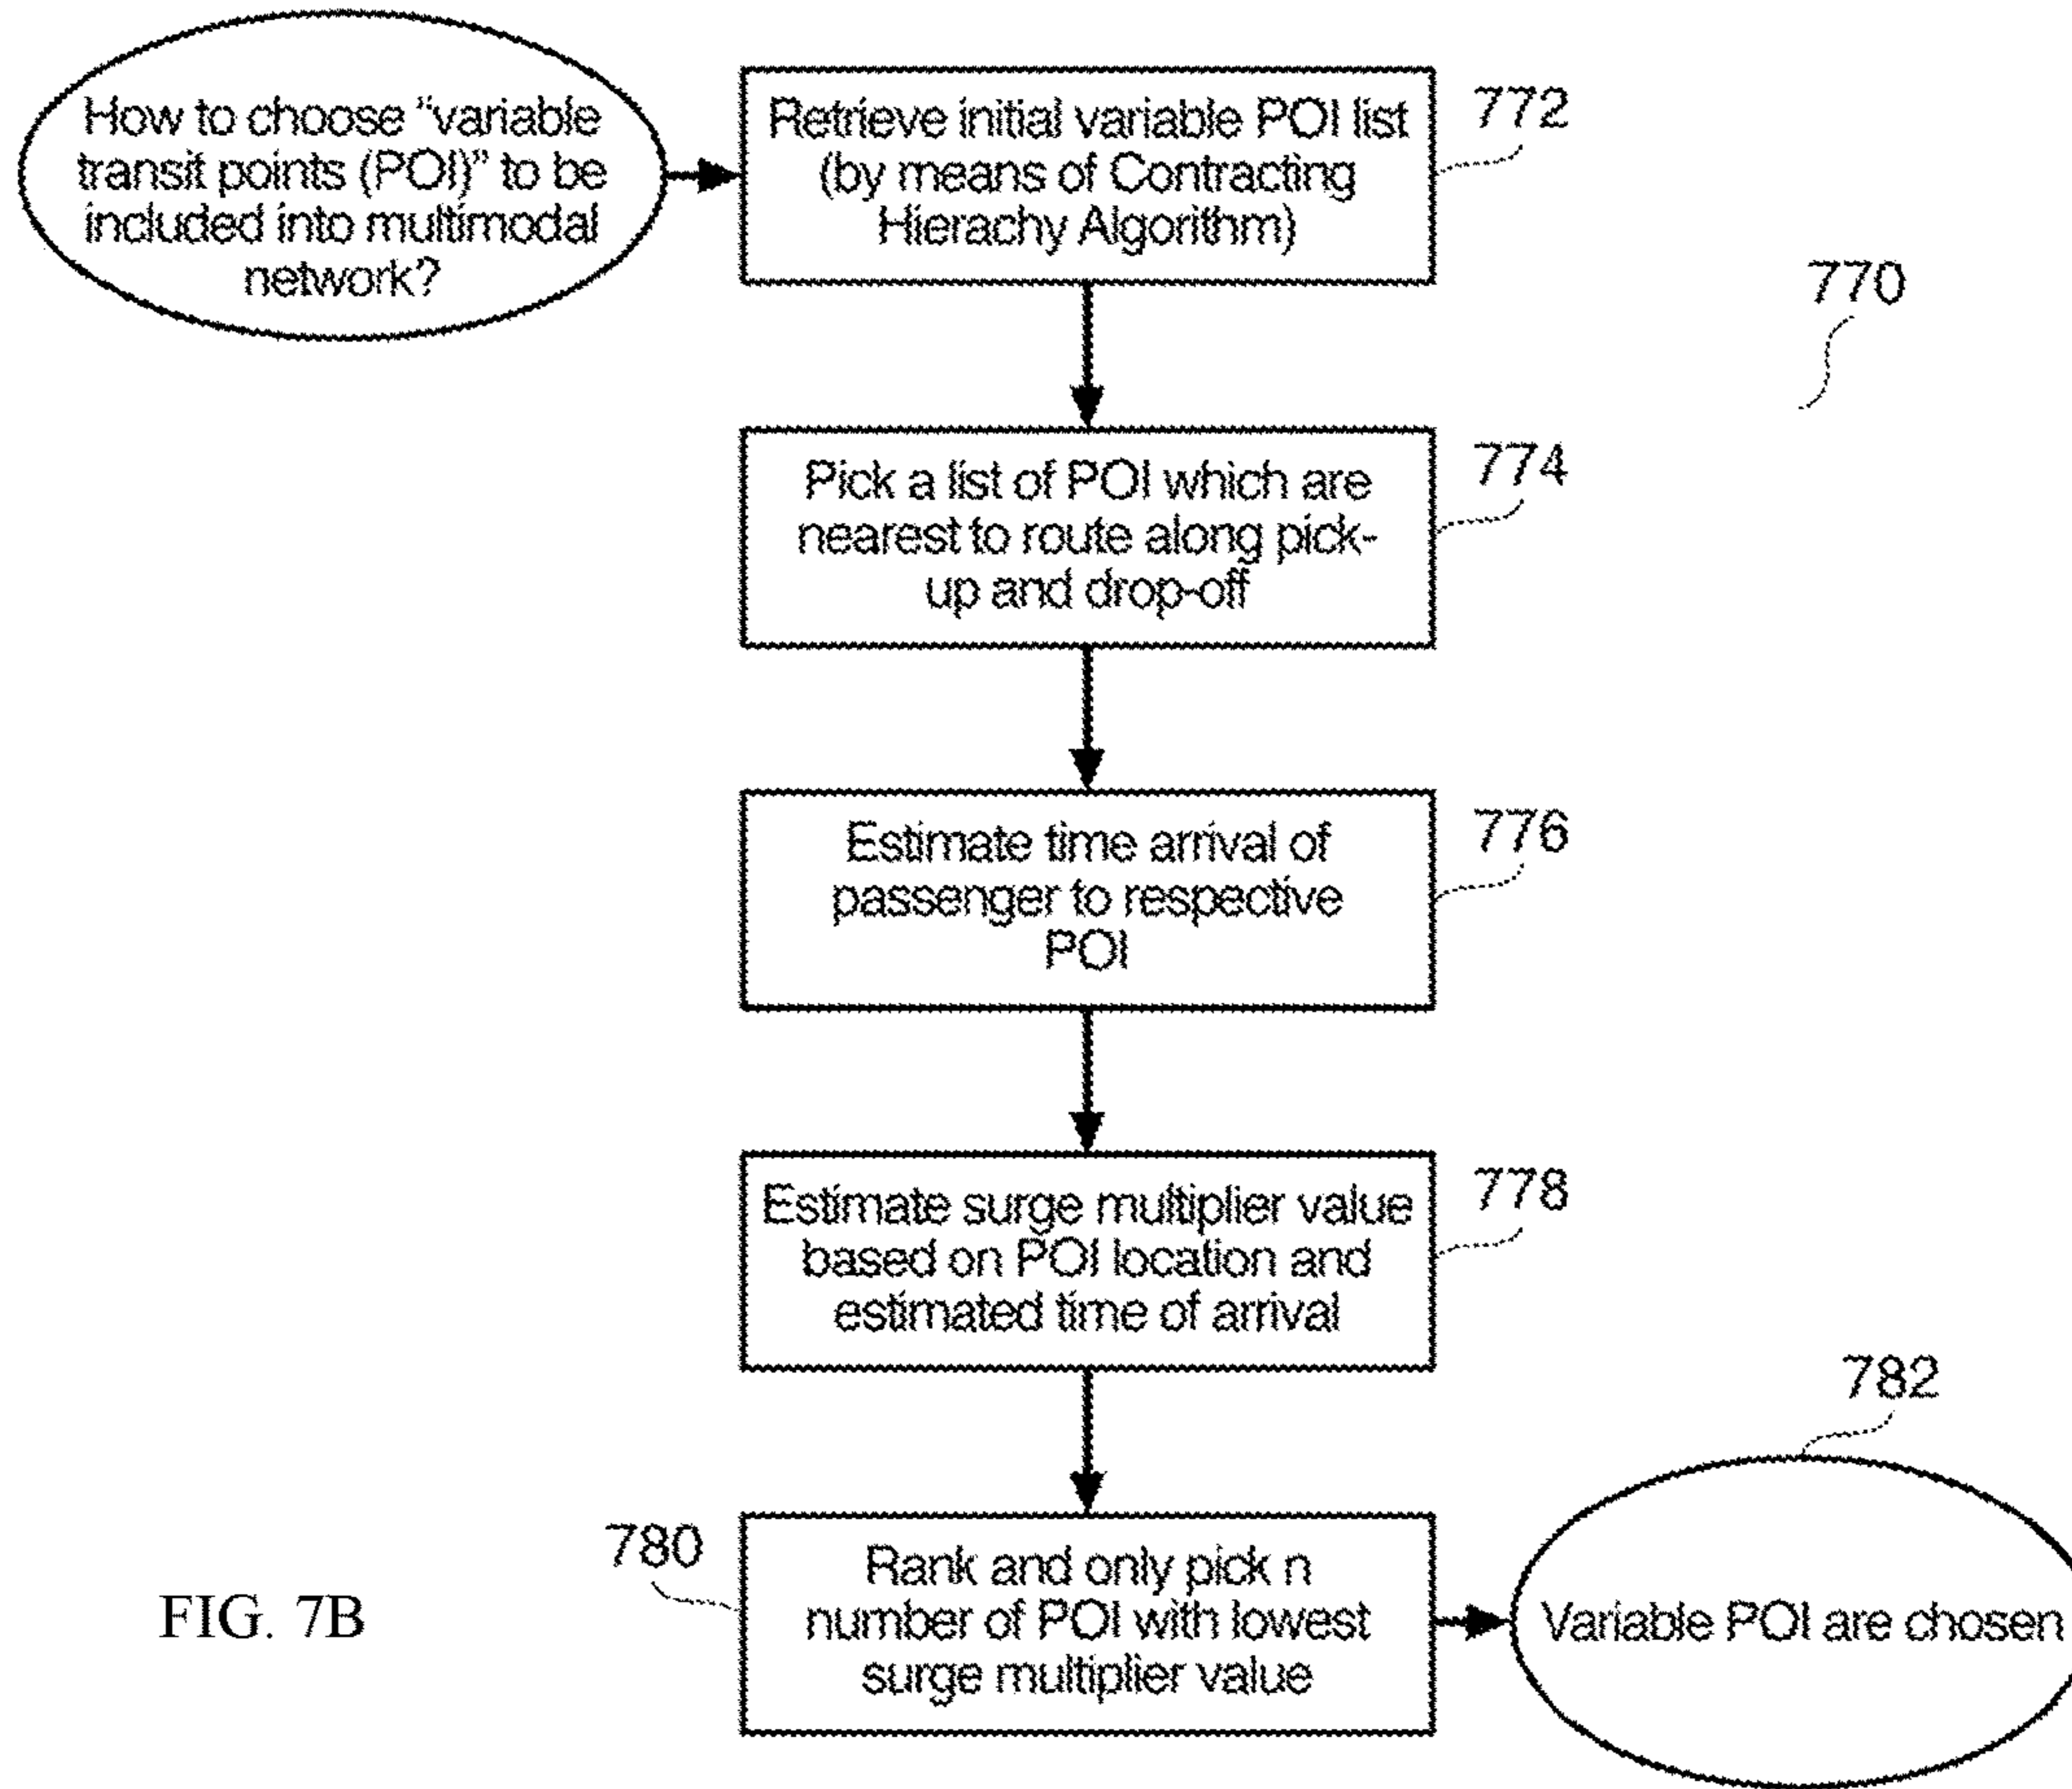 How to choose "variable
transit points (POI)" to be
included into multimodal
network?
Retrieve initial variable POI list
(by means of Contracting
Hierachy Algorithm)
772
770
Pick a list of POI which are
nearest to route along pick-
up and drop-off
774
Estimate time arrival of
passenger to respective
POI
776
Estimate surge multiplier value
based on POI location and
estimated time of arrival
778
780
Rank and only pick n
number of POI with lowest
surge multiplier value
782
Variable POI are chosen
FIG. 7B